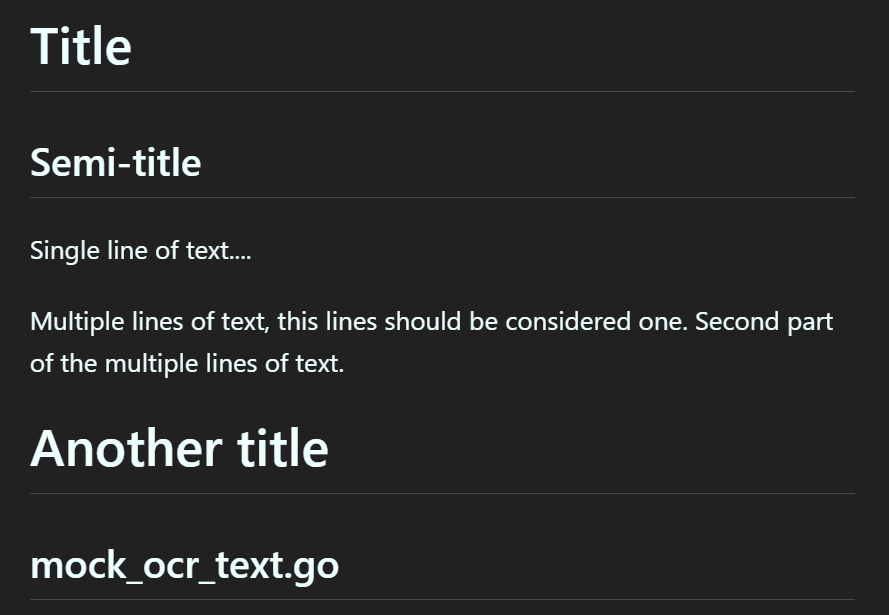 Title
Semi-title
Single line of text....
Multiple lines of text, this lines should be considered one. Second part
of the multiple lines of text.
Another title
mock_ocr_text.go